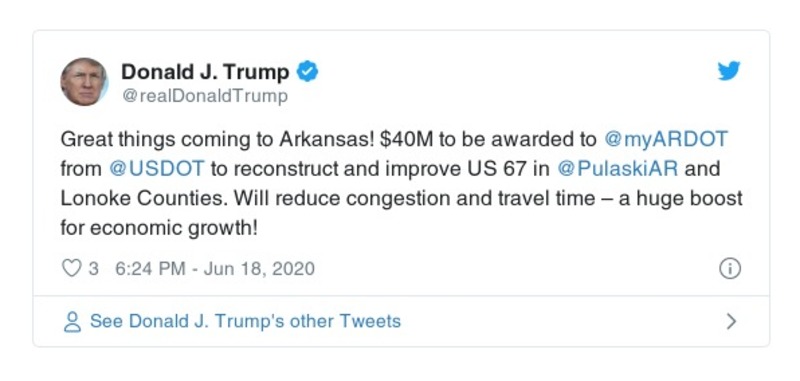 Donald J. Trump
@realDonaldTrump
Great things coming to Arkansas! $40M to be awarded to @myARDOT
from @USDOT to reconstruct and improve US 67 in @PulaskiAR and
Lonoke Counties. Will reduce congestion and travel time – a huge boost
for economic growth!
3 6:24 PM - Jun 18, 2020
See Donald J. Trump's other Tweets